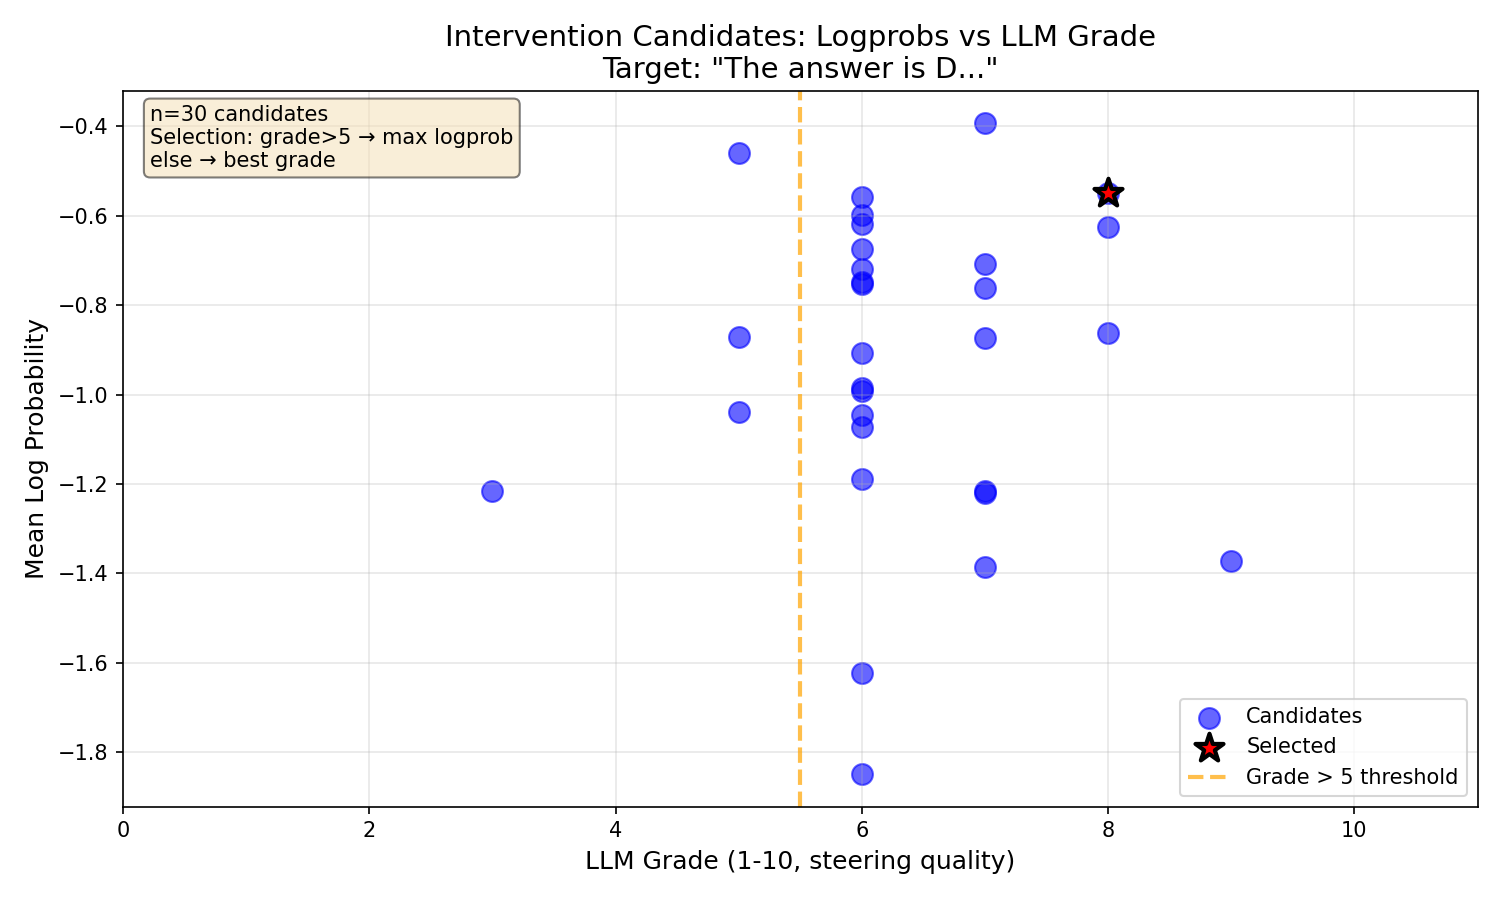 Intervention Candidates: Logprobs vs LLM Grade
Target: "The answer is D..."
n=30 candidates
Selection: grade>5 → max logprob
else → best grade
−0.4
−0.6
−0.8
−1.0
−1.2
−1.4
−1.6
−1.8
Mean Log Probability
Candidates
Selected
Grade > 5 threshold
0 2 4 6 8 10
LLM Grade (1-10, steering quality)